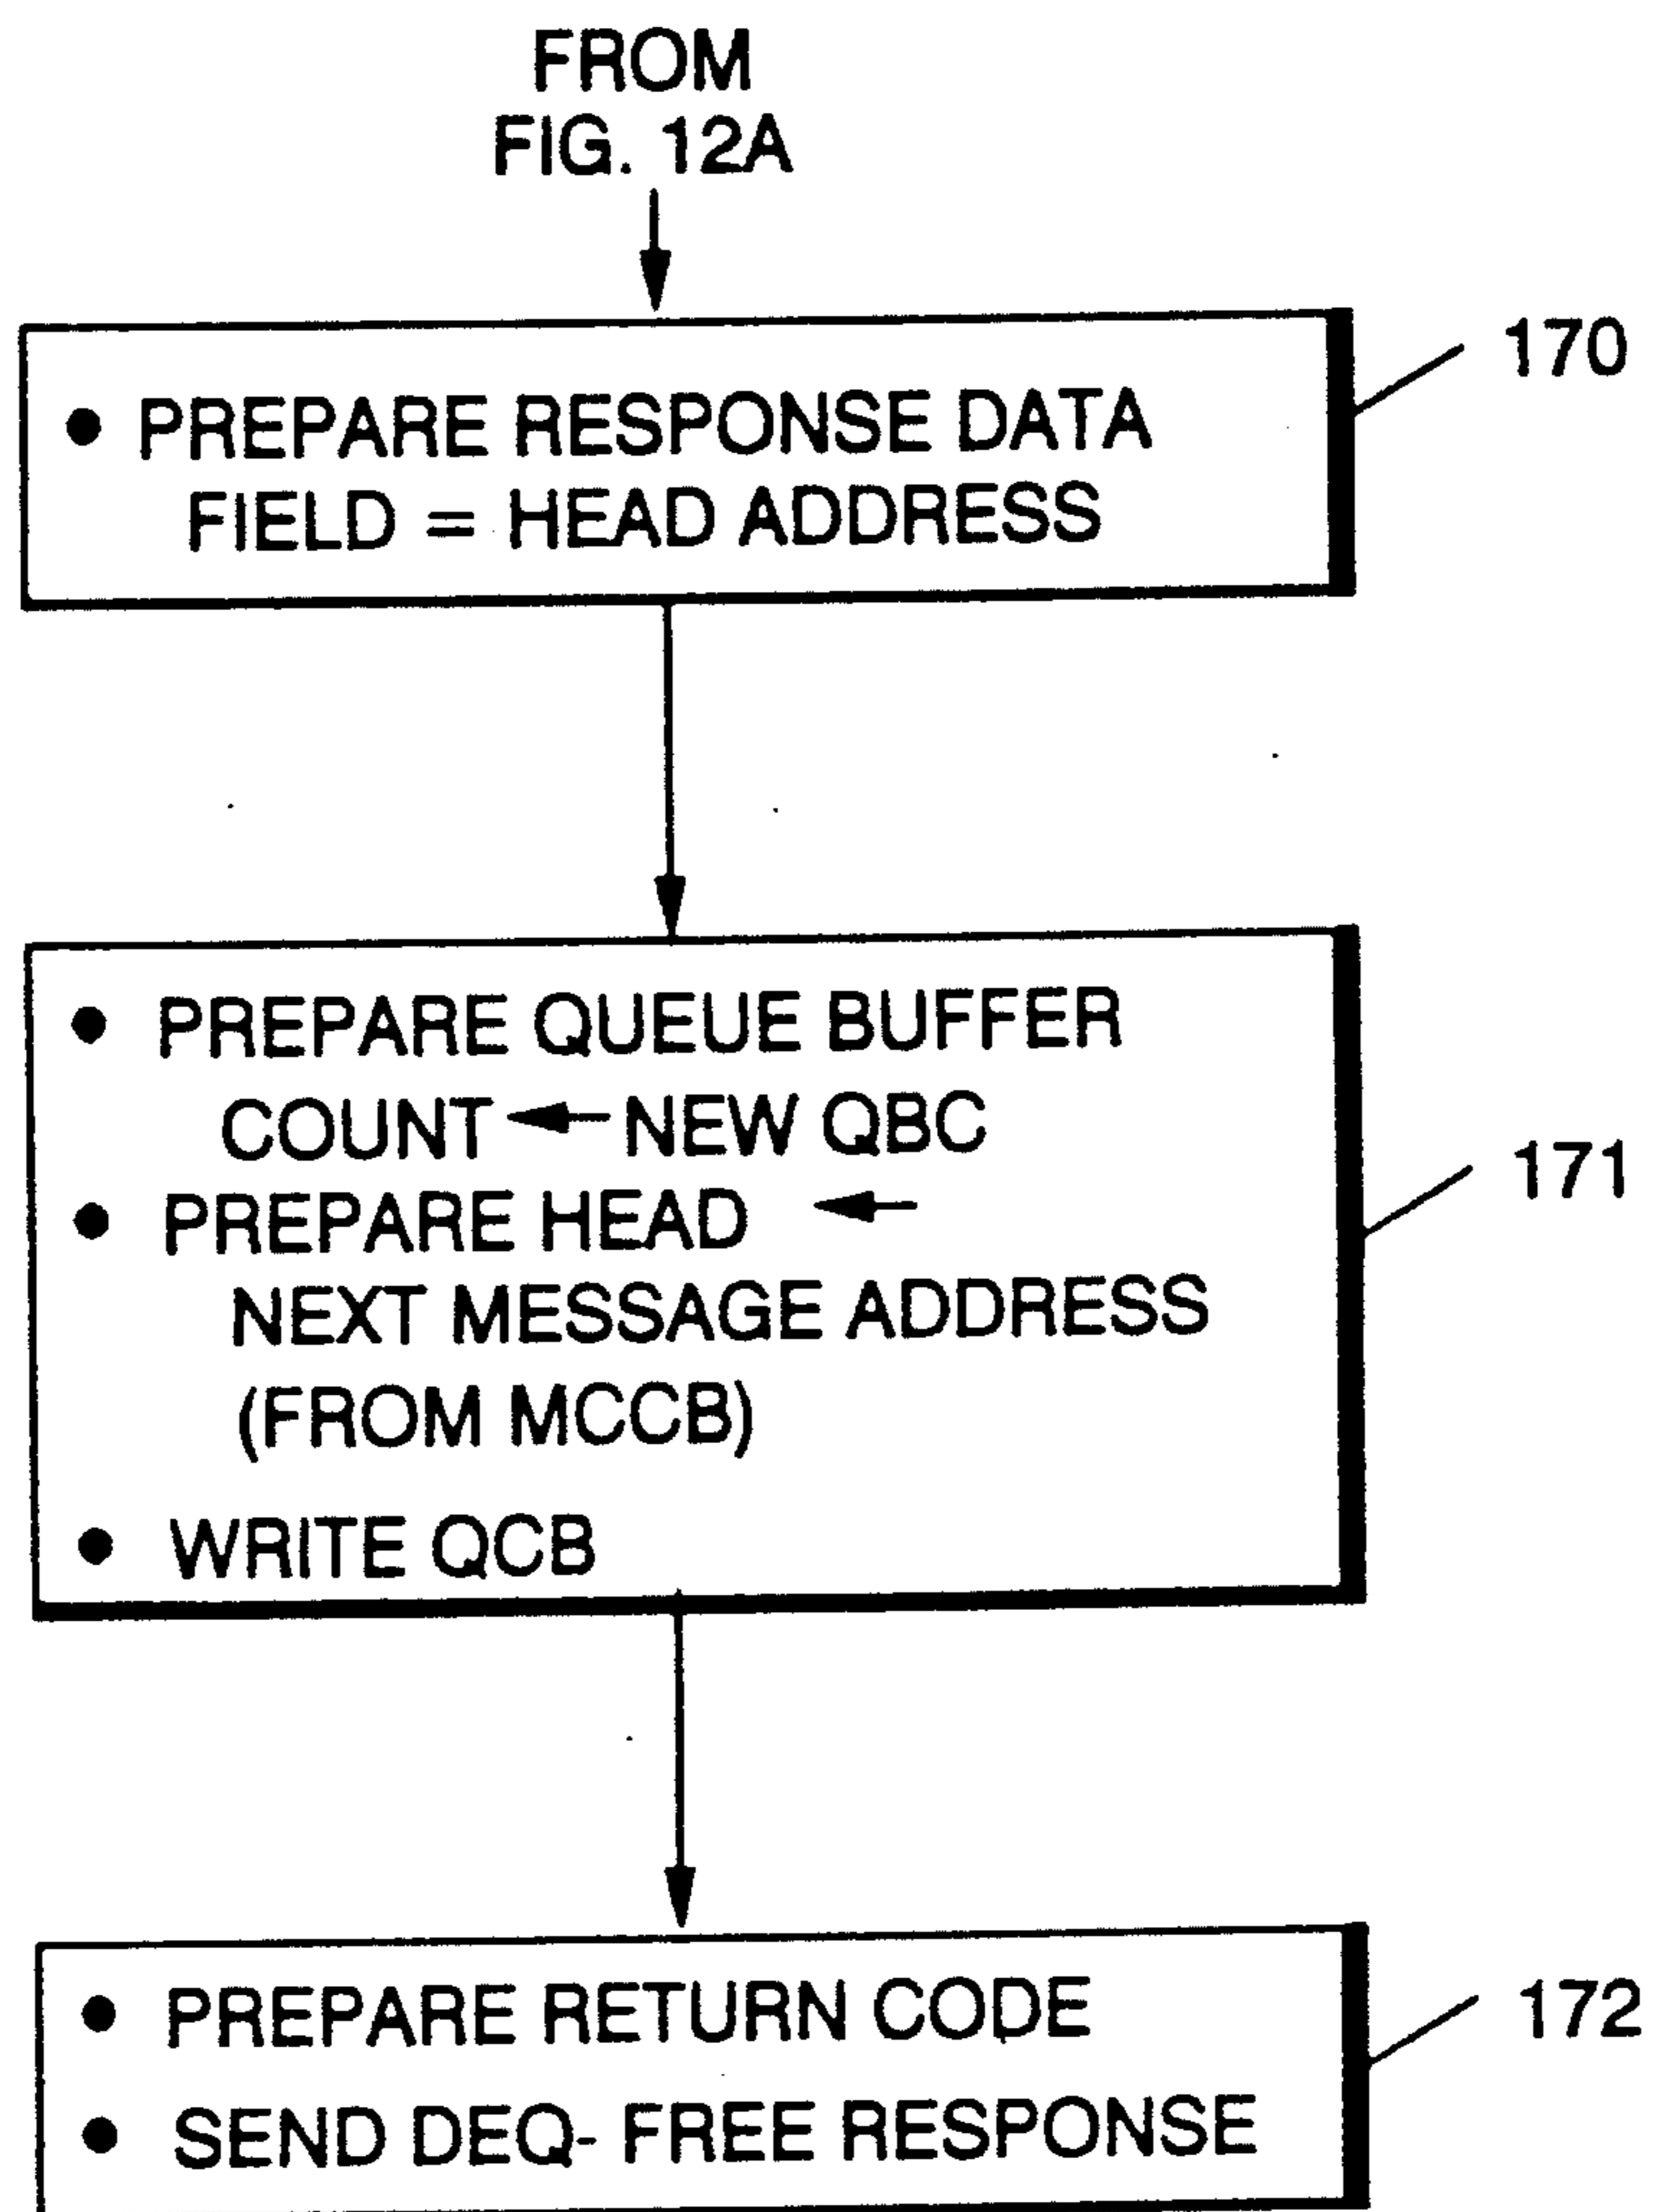 FROM
FIG. 12A
170
• PREPARE RESPONSE DATA
FIELD = HEAD ADDRESS
• PREPARE QUEUE BUFFER
COUNT ← NEW QBC
171
• PREPARE HEAD ←
NEXT MESSAGE ADDRESS
(FROM MCCB)
• WRITE QCB
• PREPARE RETURN CODE
172
• SEND DEQ- FREE RESPONSE